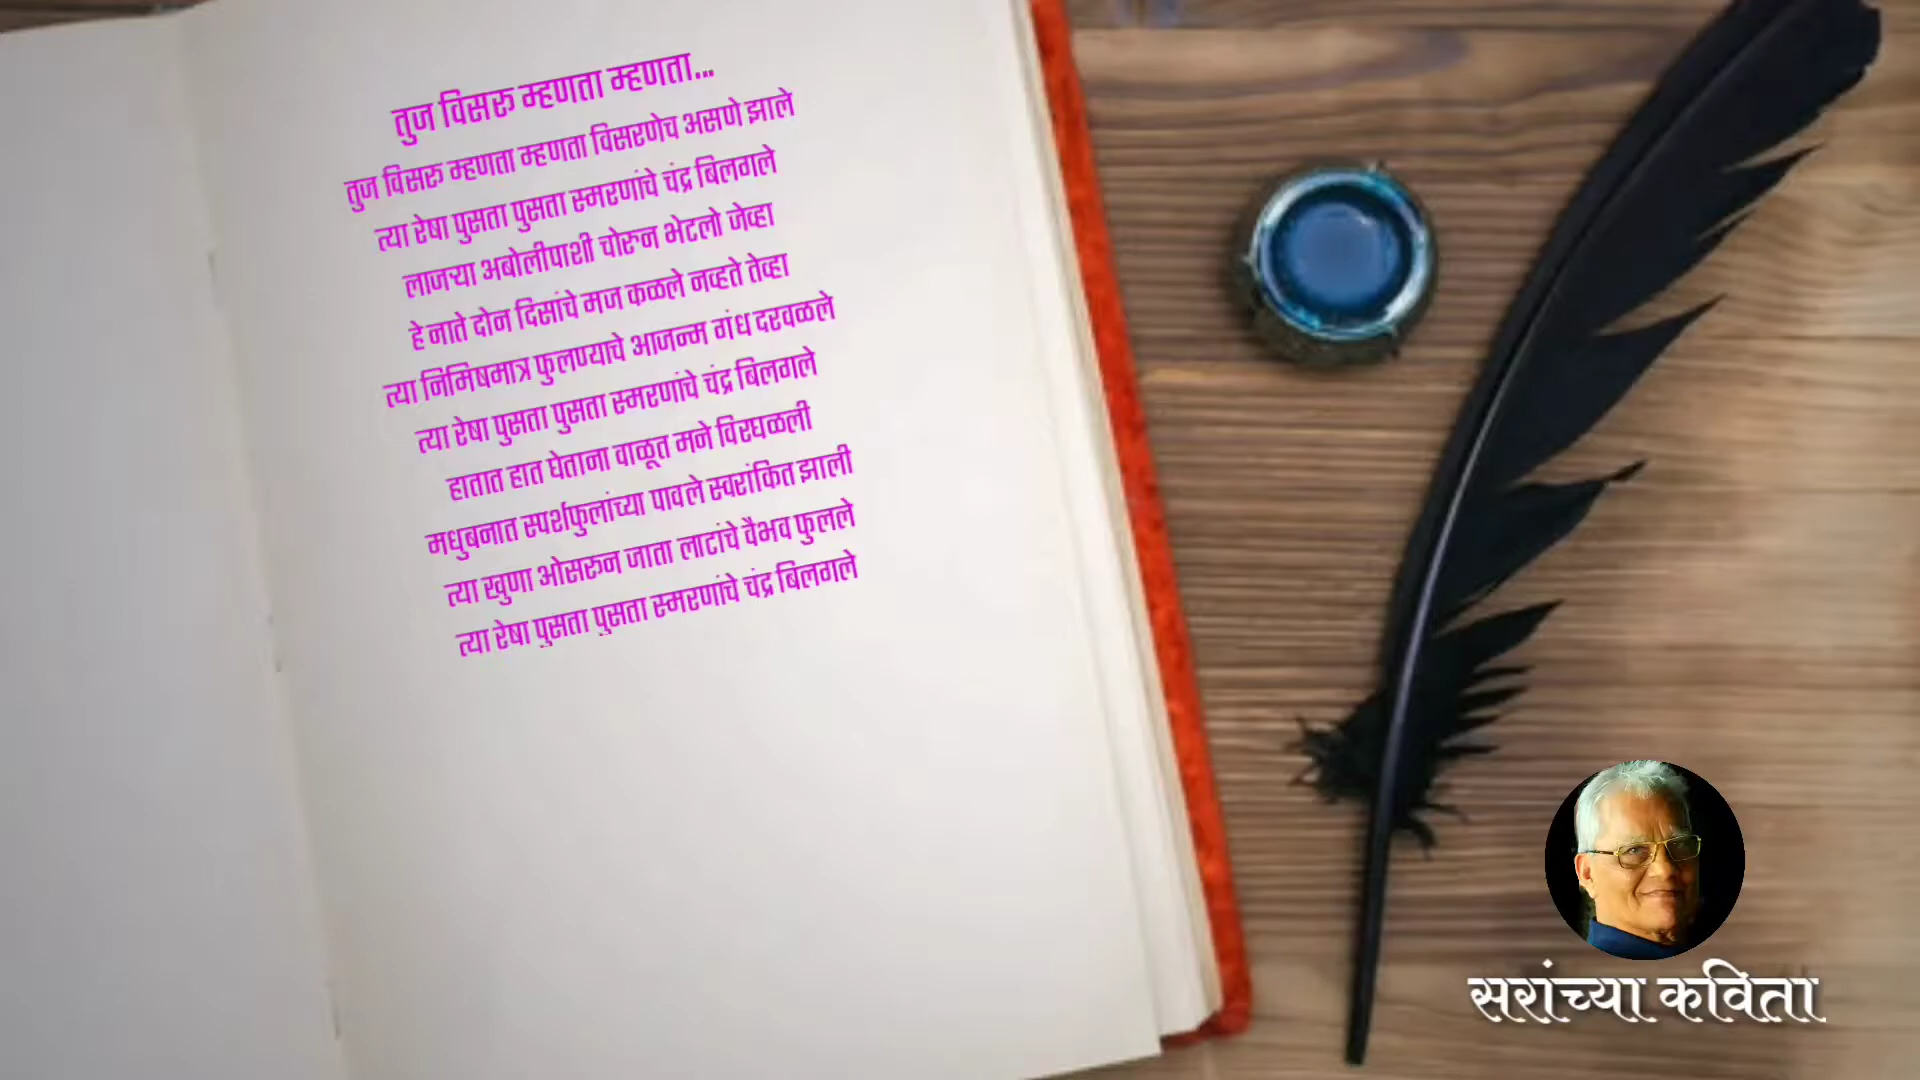 तुज विसरू म्हणता म्हणता...
तुज विसरू म्हणता म्हणता विसरणेच असणे झाले
त्या रेषा पुसता पुसता स्मरणांचे चंद्र बिलगले
लाजऱ्या अबोलीपाशी चोरुन भेटलो जेव्हा
हे नाते दोन दिसांचे मज कळले नव्हते तेव्हा
त्या निमिषमात्र फुलण्याचे आजन्म गंध दरवळले
त्या रेषा पुसता पुसता स्मरणांचे चंद्र बिलगले
हातात हात घेताना वाळूत मने विरघळली
मधुबनात स्पर्शफुलांच्या पावले स्वरांकित झाली
त्या खुणा ओसरून जाता लाटांचे वैभव फुलले
त्या रेषा पुसता पुसता स्मरणांचे चंद्र बिलगले
सरांच्या कविता